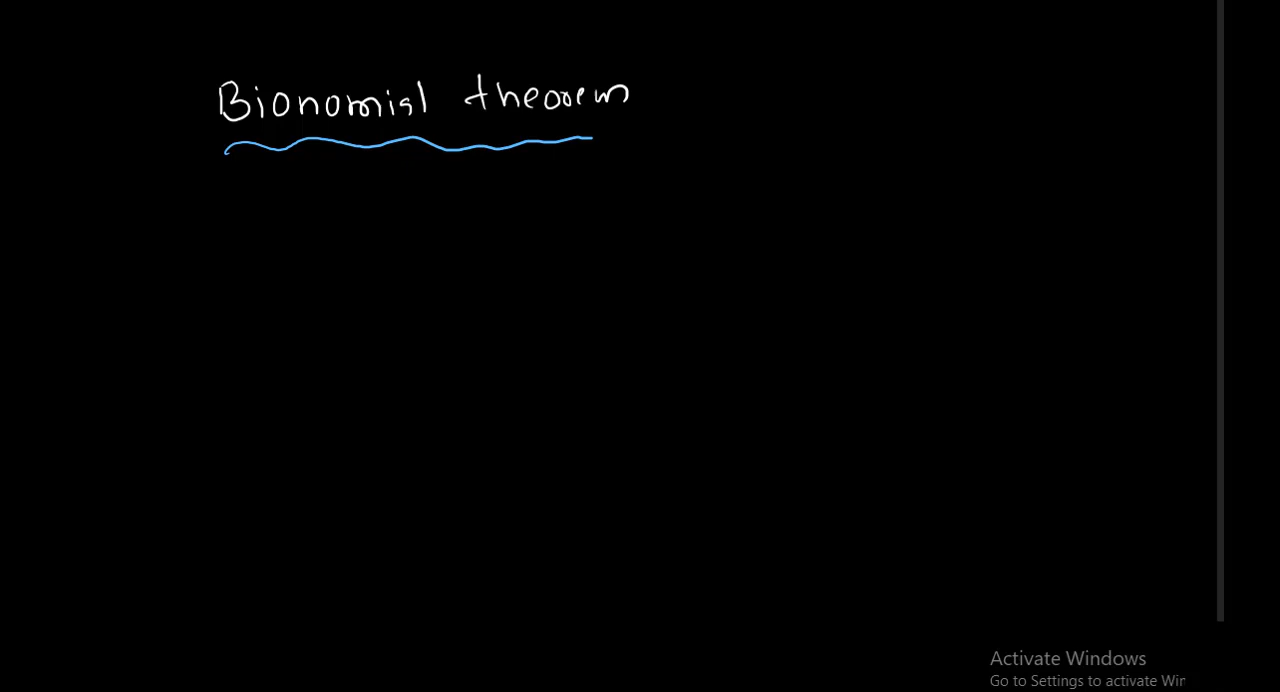 Bionomial theorem
Activate Windows
Go to Settings to activate Wir